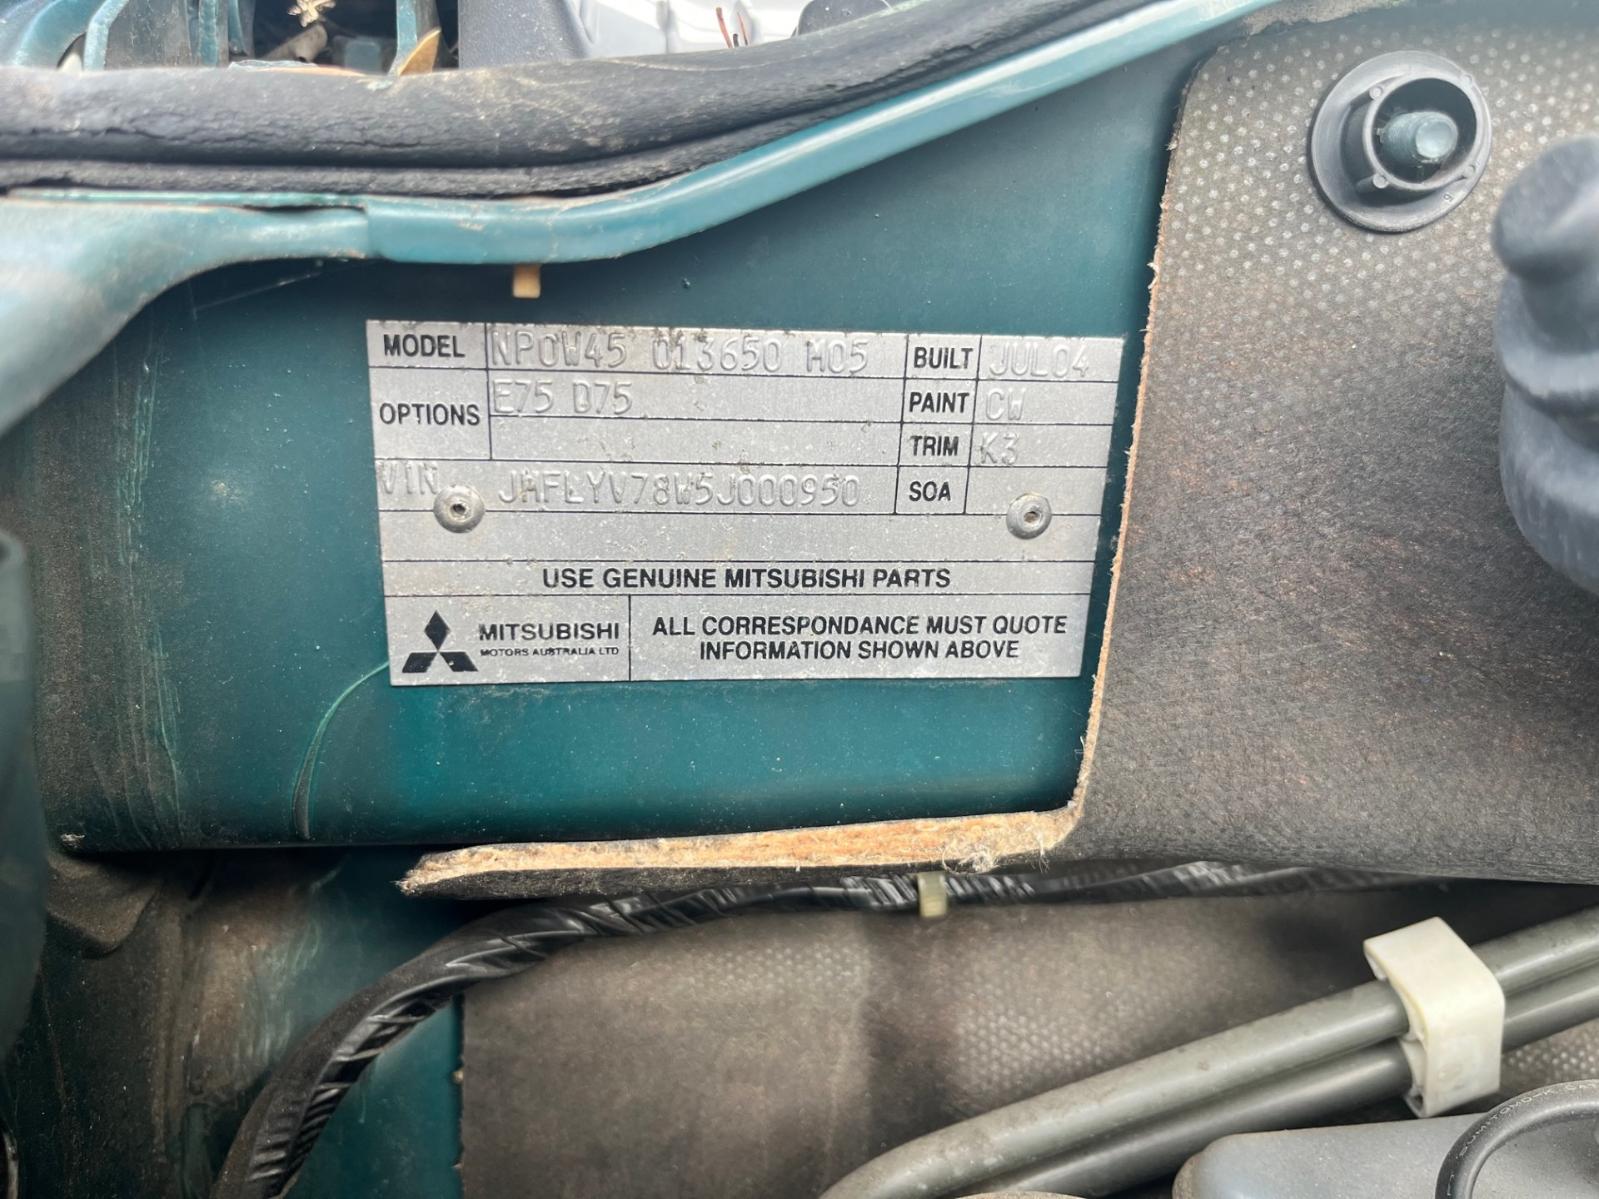 MODEL NP0W45 013650 M05 BUILT JUL04
OPTIONS E75 D75 PAINT CW
TRIM K3
VIN JMFLYV78W5J000950 SOA
USE GENUINE MITSUBISHI PARTS
MITSUBISHI
MOTORS AUSTRALIA LTD
ALL CORRESPONDANCE MUST QUOTE
INFORMATION SHOWN ABOVE